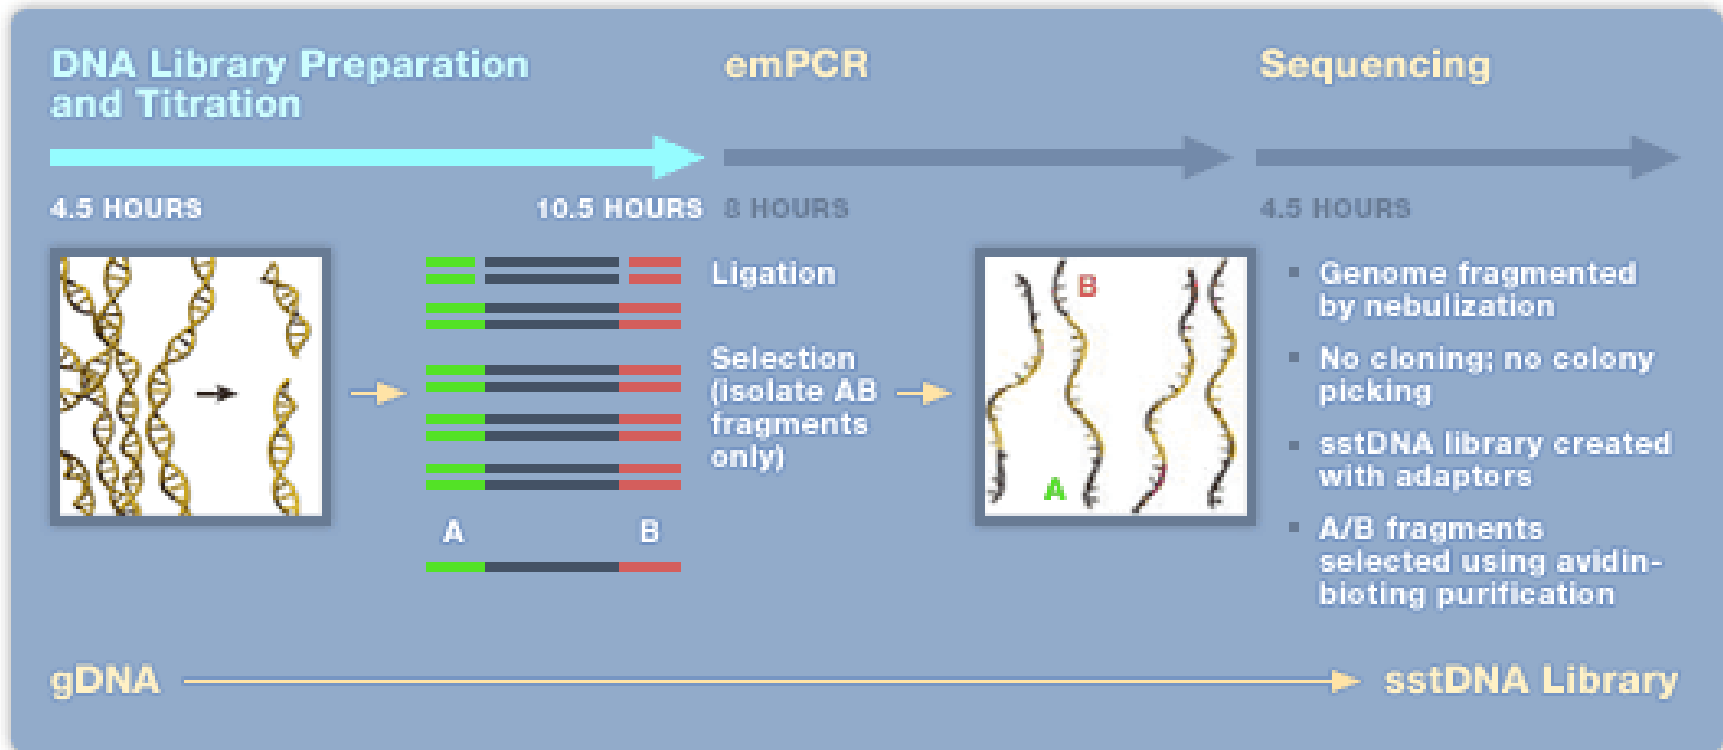 DNA Library Preparation
and Titration
emPCR
Sequencing
4.5 HOURS
10.5 HOURS
8 HOURS
4.5 HOURS
Ligation
Selection
(isolate AB
fragments
only)
A
B
B
A
Genome fragmented
by nebulization
No cloning; no colony
picking
sstDNA library created
with adaptors
A/B fragments
selected using avidin-
bioting purification
gDNA
sstDNA Library